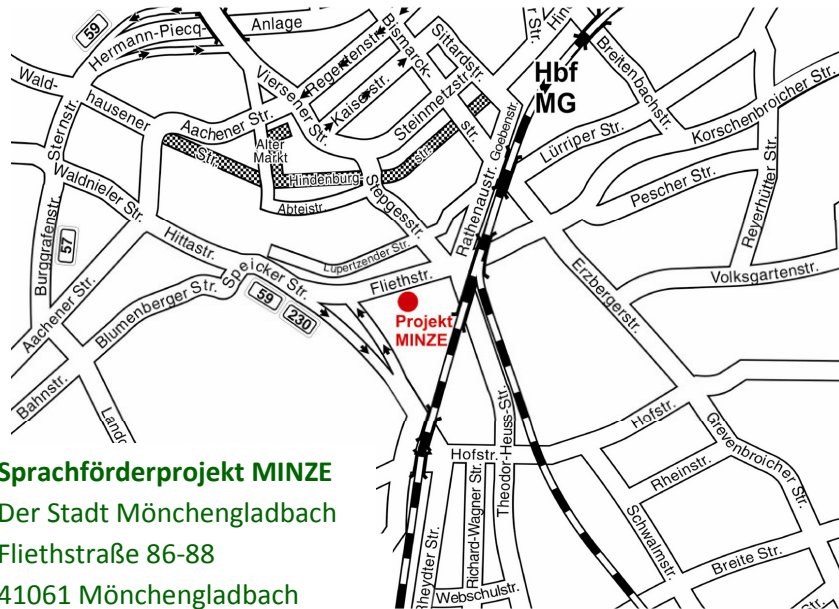 59
Hermann-Piecq-
Anlage
Viersener Str.
Regentenstr.
Bismarck-
str.
Sittardstr.
Str.
Kaiserstr.
Steinmetzstr.
Goebenstr.
Hbf
MG
Breitenbachstr.
Korschenbroicher Str.
Lürriper Str.
Pescher Str.
Reyerhütter Str.
Volksgartenstr.
Wald-
hausener
Str.
Sternstr.
Aachener Str.
Alter
Markt
Hindenburg-
str.
Abteistr.
Stepgesstr.
Rathenaustr.
Waldnieler Str.
Burggrafenstr.
57
Hittastr.
Speicker Str.
59
230
Lüpertzender Str.
Fliethstr.
Projekt
MINZE
Erzbergerstr.
Aachener Str.
Blumenberger Str.
Bahnstr.
Hofstr.
Hofstr.
Theodor-Heuss-Str.
Richard-Wagner Str.
Rheydter Str.
Webschulstr.
Rheinstr.
Schwalmstr.
Grevenbroicher Str.
Breite Str.
Sprachförderprojekt MINZE
Der Stadt Mönchengladbach
Fliethstraße 86-88
41061 Mönchengladbach